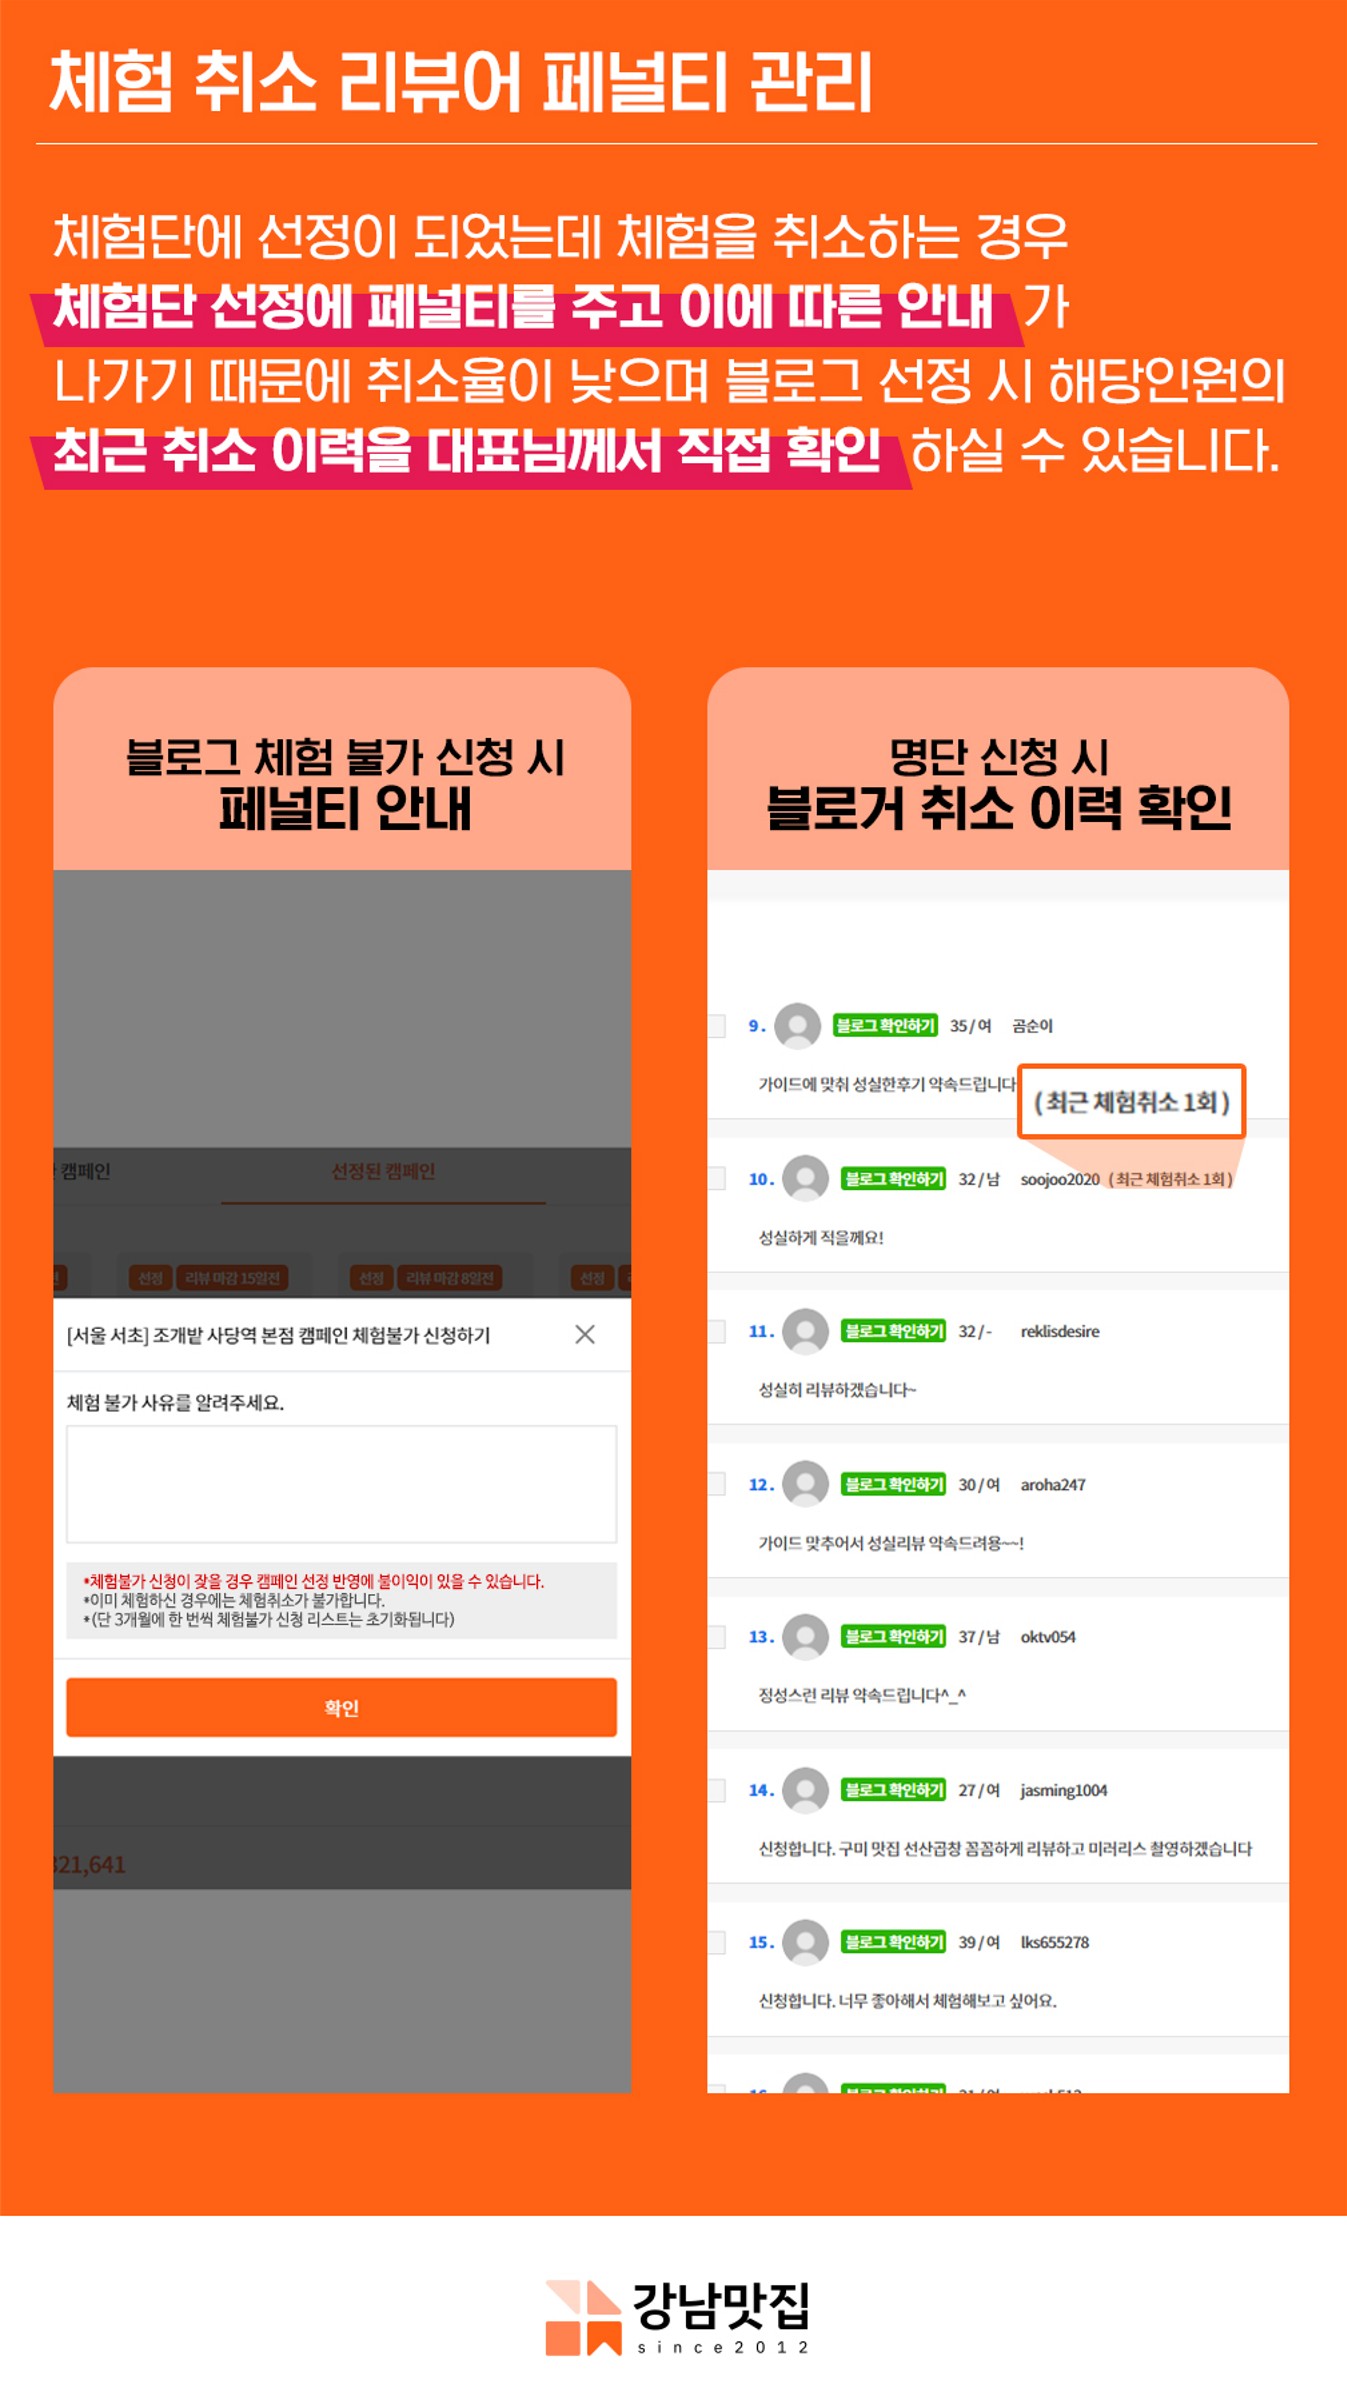 체험 취소 리뷰어 페널티 관리
체험단에 선정이 되었는데 체험을 취소하는 경우
체험단 선정에 페널티를 주고 이에 따른 안내 가
나가기 때문에 취소율이 낮으며 블로그 선정 시 해당인원의
최근 취소 이력을 대표님께서 직접 확인 하실 수 있습니다.
블로그 체험 불가 신청 시
페널티 안내
캠페인 선정된 캠페인
선정 리뷰 마감 15일전 선정 리뷰 마감 8일전 선정
[서울 서초] 조개밭 사당역 본점 캠페인 체험불가 신청하기
체험 불가 사유를 알려주세요.
*체험불가 신청이 잦을 경우 캠페인 선정 반영에 불이익이 있을 수 있습니다.
*이미 체험하신 경우에는 체험취소가 불가합니다.
*(단 3개월에 한 번씩 체험불가 신청 리스트는 초기화됩니다)
확인
321,641
명단 신청 시
블로거 취소 이력 확인
9. 블로그 확인하기 35/여 곰순이
가이드에 맞춰 성실한후기 약속드립니다
( 최근 체험취소 1회 )
10. 블로그 확인하기 32/남 soojoo2020 ( 최근 체험취소 1회 )
성실하게 적을께요!
11. 블로그 확인하기 32/- reklisdesire
성실히 리뷰하겠습니다~
12. 블로그 확인하기 30/여 aroha247
가이드 맞추어서 성실리뷰 약속드려용~~!
13. 블로그 확인하기 37/남 oktv054
정성스런 리뷰 약속드립니다^_^
14. 블로그 확인하기 27/여 jasming1004
신청합니다. 구미 맛집 선산곱창 꼼꼼하게 리뷰하고 미러리스 촬영하겠습니다
15. 블로그 확인하기 39/여 lks655278
신청합니다. 너무 좋아해서 체험해보고 싶어요.
강남맛집
since2012